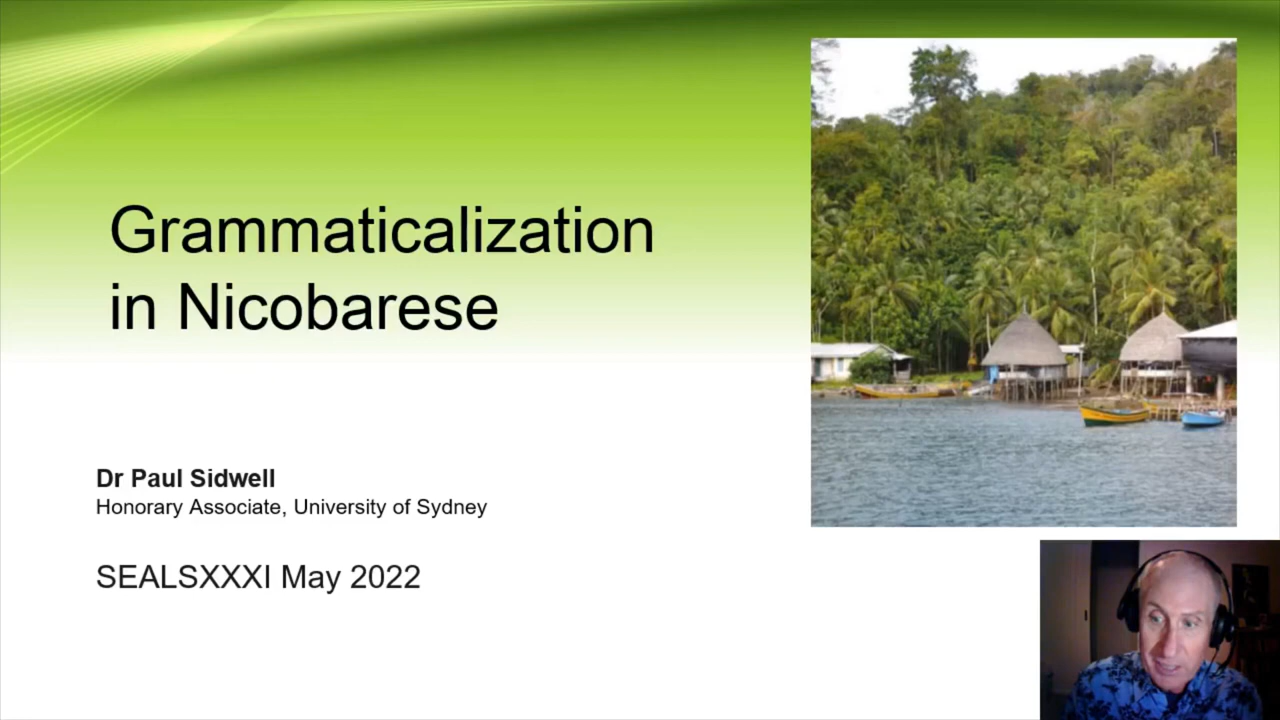 Grammaticalization
in Nicobarese
Dr Paul Sidwell
Honorary Associate, University of Sydney
SEALSXXXI May 2022